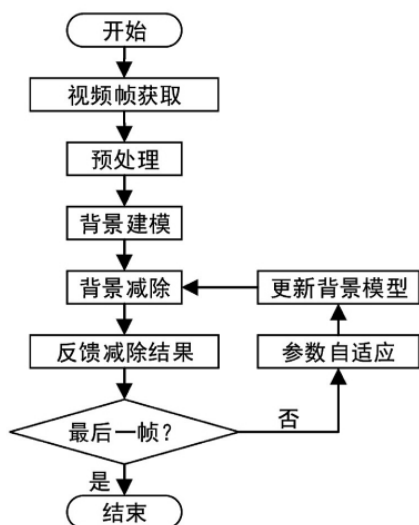 开始
视频帧获取
预处理
背景建模
背景减除
更新背景模型
反馈减除结果
参数自适应
最后一帧？
否
是
结束